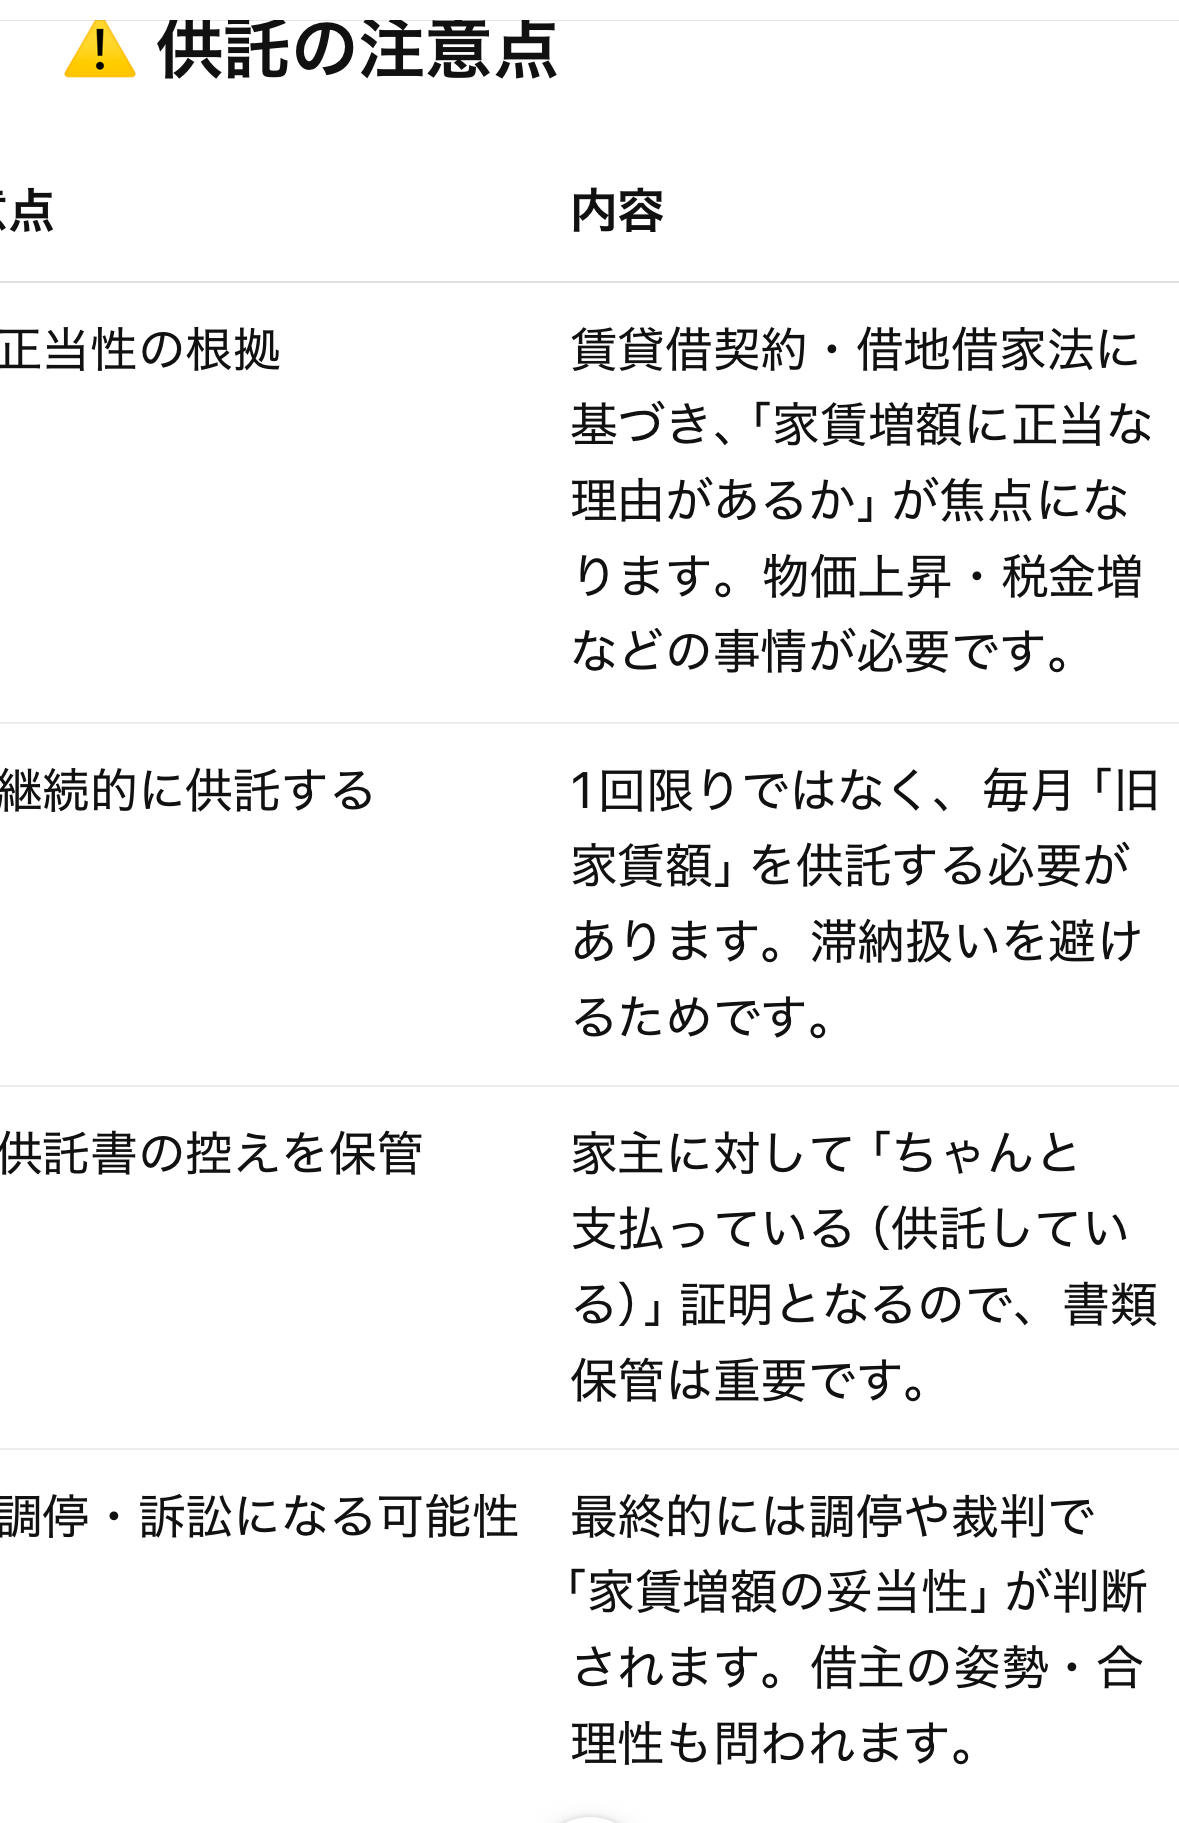 供託の注意点
意点
内容
正当性の根拠
賃貸借契約・借地借家法に
基づき、「家賃増額に正当な
理由があるか」が焦点にな
ります。物価上昇・税金増
などの事情が必要です。
継続的に供託する
1回限りではなく、毎月「旧
家賃額」を供託する必要が
あります。滞納扱いを避け
るためです。
供託書の控えを保管
家主に対して「ちゃんと
支払っている（供託してい
る）」証明となるので、書類
保管は重要です。
調停・訴訟になる可能性
最終的には調停や裁判で
「家賃増額の妥当性」が判断
されます。借主の姿勢・合
理性も問われます。